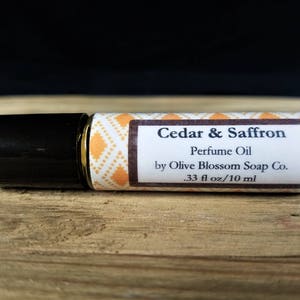 Cedar & Saffron
Perfume Oil
by Olive Blossom Soap Co.
.33 fl oz/10 ml